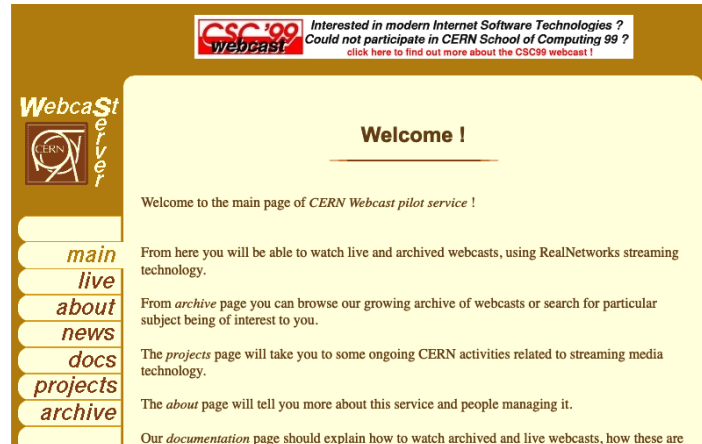 CSC '99
webcast
Interested in modern Internet Software Technologies ?
Could not participate in CERN School of Computing 99 ?
click here to find out more about the CSC99 webcast !
WebcaSt
Server
CERN
Welcome !
Welcome to the main page of CERN Webcast pilot service !
main
live
about
news
docs
projects
archive
From here you will be able to watch live and archived webcasts, using RealNetworks streaming
technology.
From archive page you can browse our growing archive of webcasts or search for particular
subject being of interest to you.
The projects page will take you to some ongoing CERN activities related to streaming media
technology.
The about page will tell you more about this service and people managing it.
Our documentation page should explain how to watch archived and live webcasts, how these are